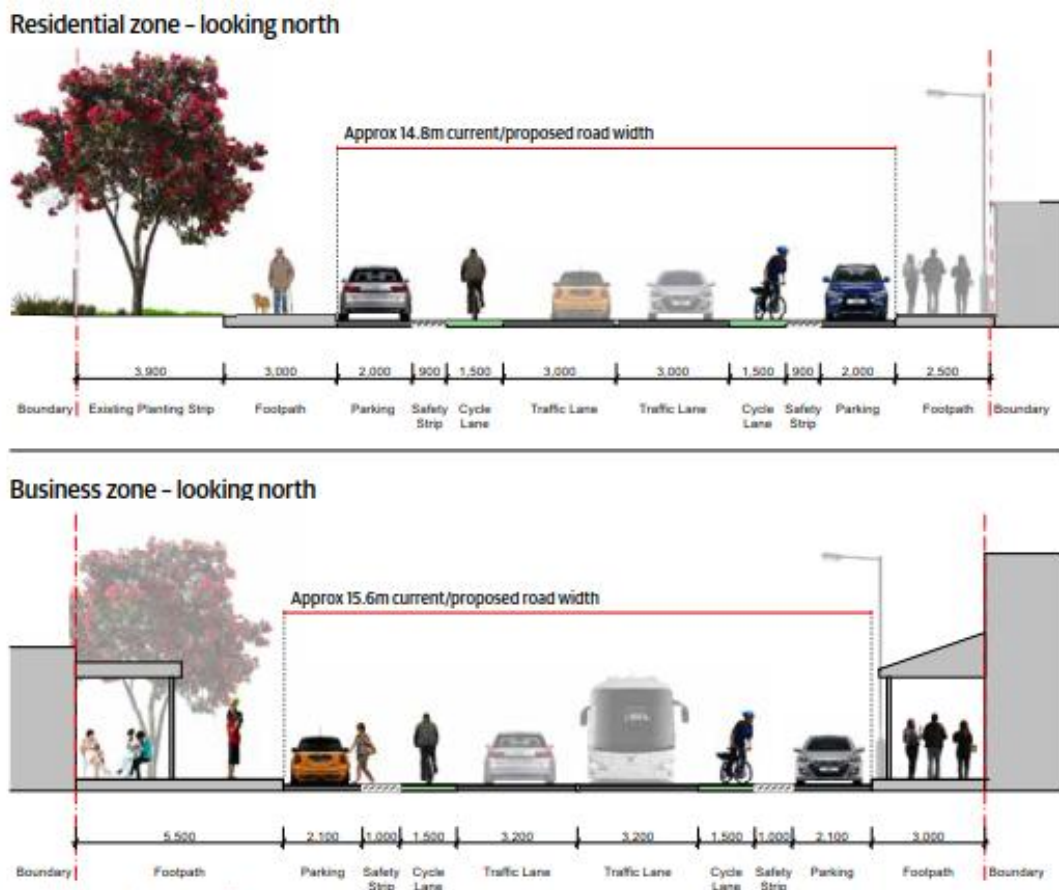 Residential zone – looking north
Approx 14.8m current/proposed road width
3,900 3,000 2,000 900 1,500 3,000 3,000 1,500 900 2,000 2,500
Boundary Existing Planting Strip Footpath Parking Safety Cycle Traffic Lane Traffic Lane Cycle Safety Parking Footpath Boundary
Strip Lane Lane Strip
Business zone – looking north
Approx 15.6m current/proposed road width
5,500 2,100 1,000 1,500 3,200 3,200 1,500 1,000 2,100 3,000
Boundary Footpath Parking Safety Cycle Traffic Lane Traffic Lane Cycle Safety Parking Footpath Boundary
Strip Lane Lane Strip